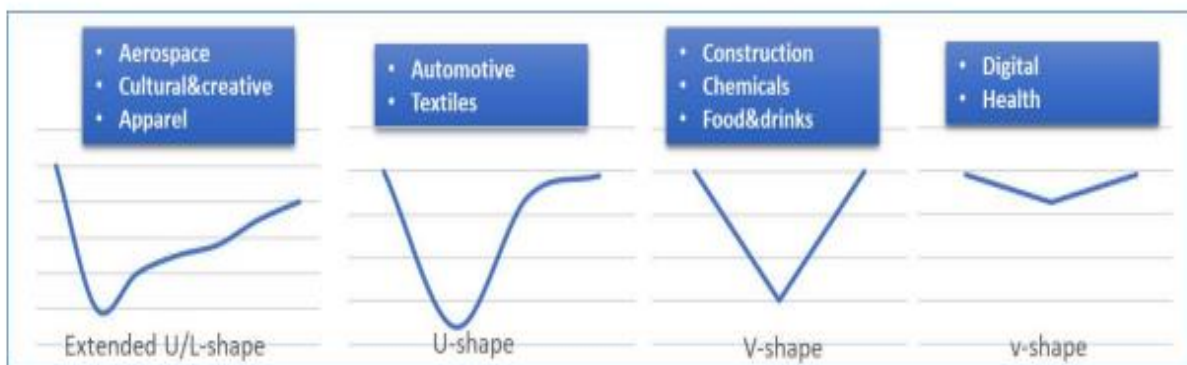 • Aerospace
• Cultural&creative
• Apparel
Extended U/L-shape
• Automotive
• Textiles
U-shape
• Construction
• Chemicals
• Food&drinks
V-shape
• Digital
• Health
v-shape